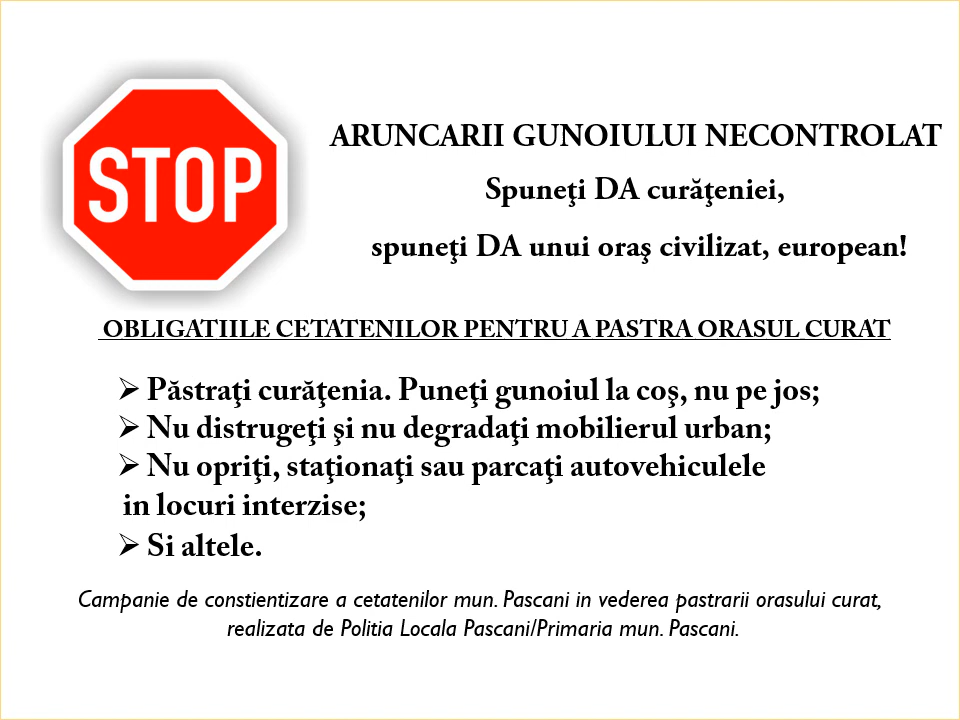 STOP
ARUNCARII GUNOIULUI NECONTROLAT
Spuneţi DA curăţeniei,
spuneţi DA unui oraş civilizat, european!
OBLIGATIILE CETATENILOR PENTRU A PASTRA ORASUL CURAT
➢ Păstraţi curăţenia. Puneţi gunoiul la coş, nu pe jos;
➢ Nu distrugeţi şi nu degradaţi mobilierul urban;
➢ Nu opriţi, staţionaţi sau parcaţi autovehiculele
in locuri interzise;
➢ Si altele.
Campanie de constientizare a cetatenilor mun. Pascani in vederea pastrarii orasului curat,
realizata de Politia Locala Pascani/Primaria mun. Pascani.